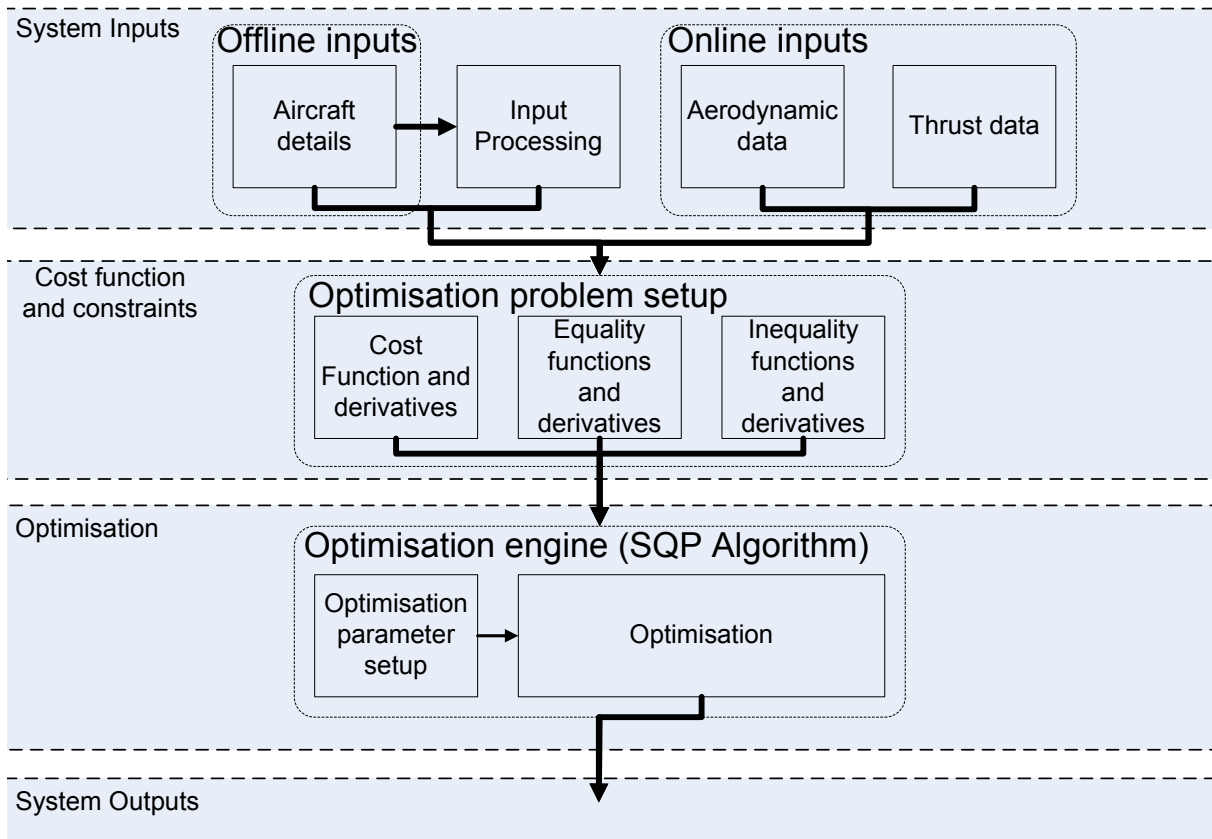 System Inputs
Offline inputs
Online inputs
Aircraft
details
Input
Processing
Aerodynamic
data
Thrust data
Cost function
and constraints
Optimisation problem setup
Cost
Function and
derivatives
Equality
functions
and
derivatives
Inequality
functions
and
derivatives
Optimisation
Optimisation engine (SQP Algorithm)
Optimisation
parameter
setup
Optimisation
System Outputs